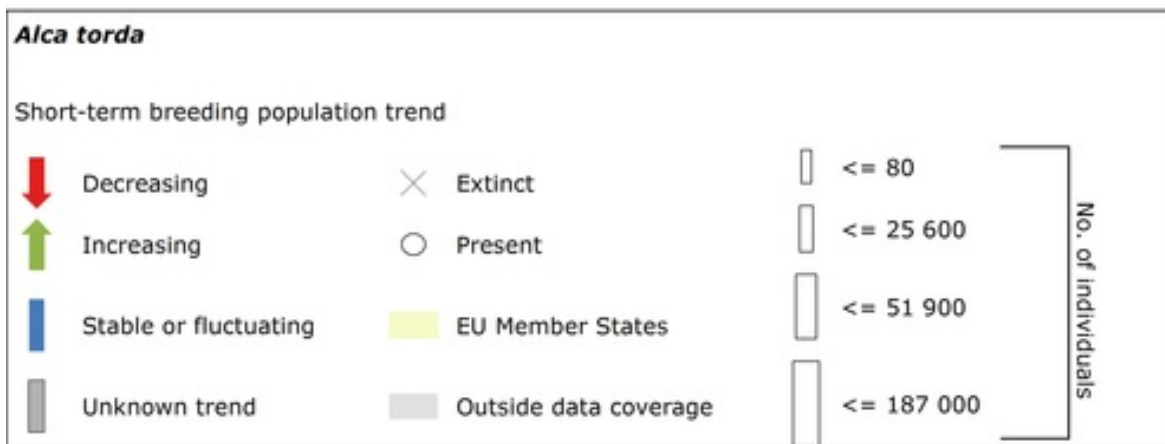 Alca torda
Short-term breeding population trend
Decreasing
Increasing
Stable or fluctuating
Unknown trend
Extinct
Present
EU Member States
Outside data coverage
<= 80
<= 25 600
<= 51 900
<= 187 000
No. of individuals